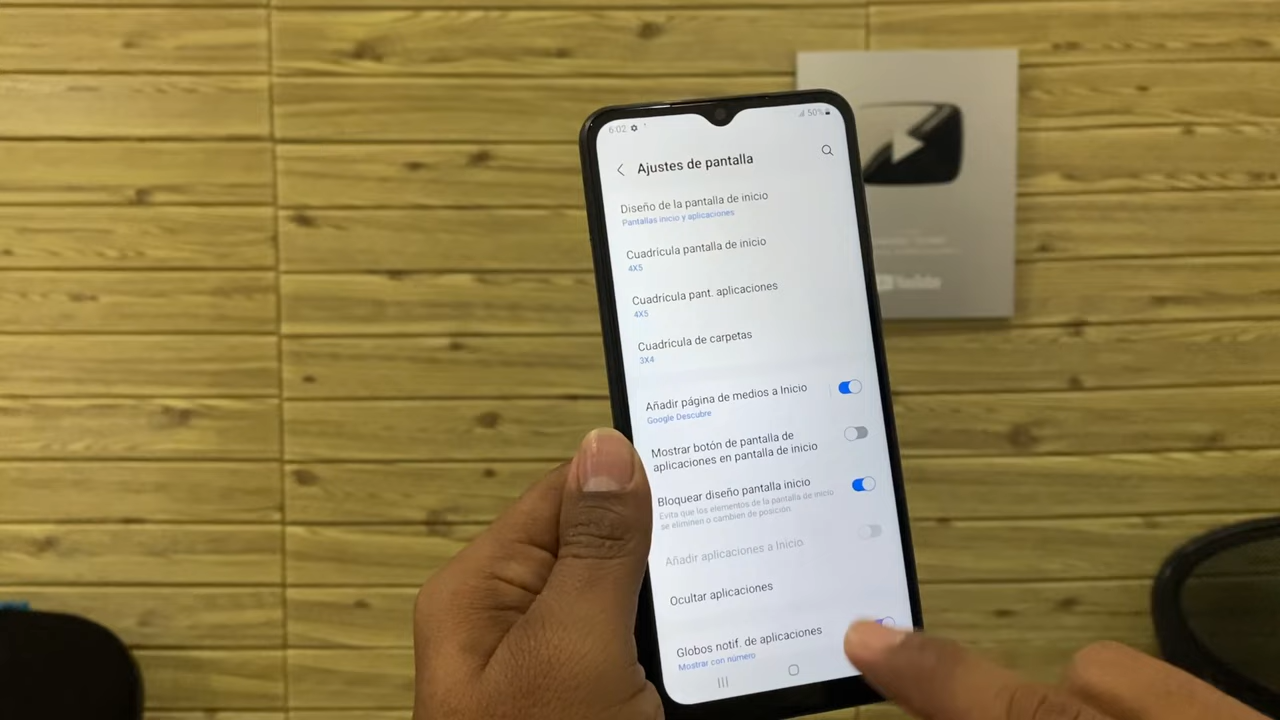 6:02
50%
Ajustes de pantalla
Diseño de la pantalla de inicio
Pantallas inicio y aplicaciones
Cuadrícula pantalla de inicio
4X5
Cuadrícula pant. aplicaciones
4X5
Cuadrícula de carpetas
3X4
Añadir página de medios a Inicio
Google Descubre
Mostrar botón de pantalla de
aplicaciones en pantalla de inicio
Bloquear diseño pantalla inicio
Evita que los elementos de la pantalla de inicio
se eliminen o cambien de posición.
Añadir aplicaciones a Inicio
Ocultar aplicaciones
Globos notif. de aplicaciones
Mostrar con número
YouTube